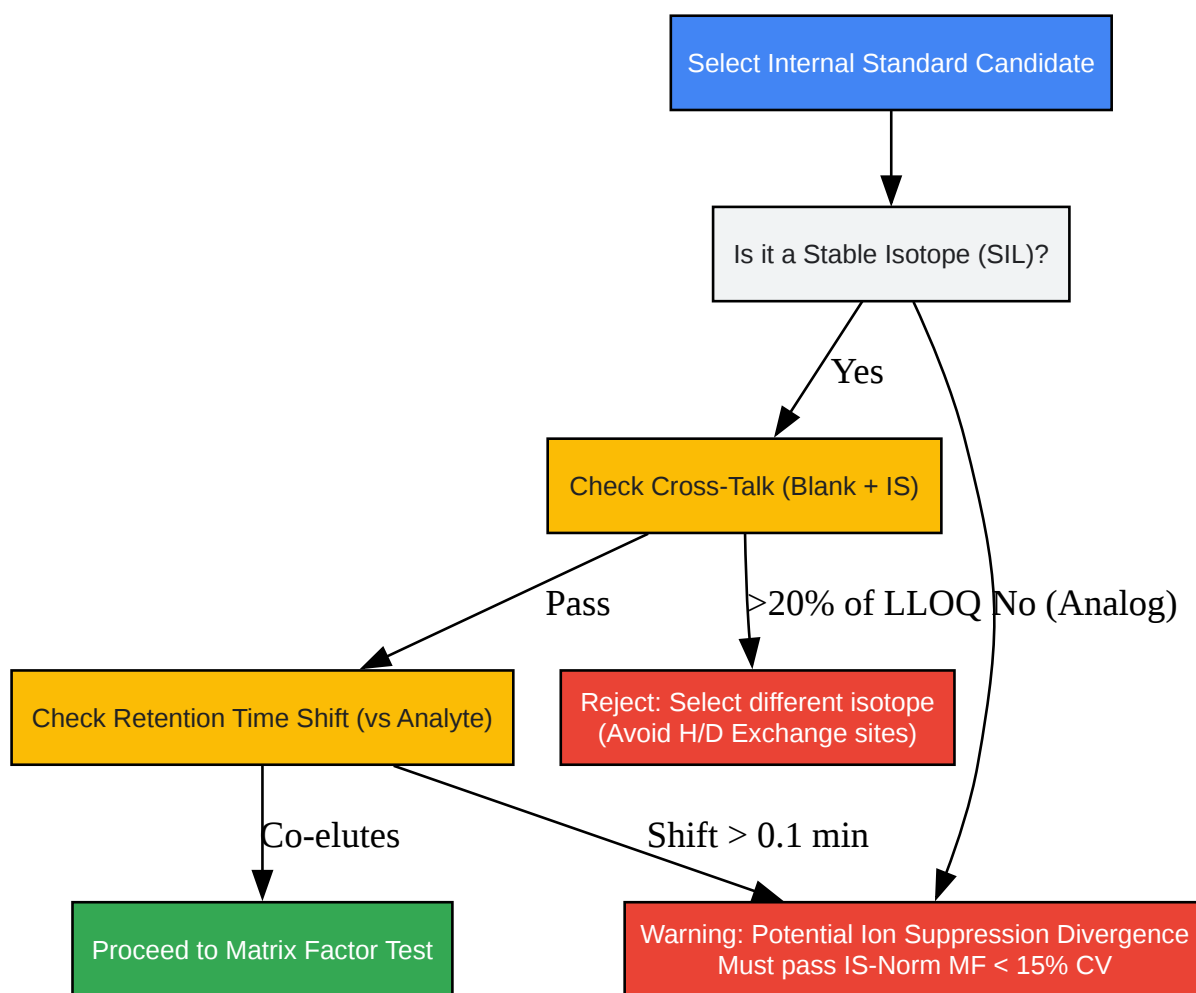 Select Internal Standard Candidate
Is it a Stable Isotope (SIL)?
Yes
Check Cross-Talk (Blank + IS)
Pass
>20% of LLOQ
No (Analog)
Check Retention Time Shift (vs Analyte)
Reject: Select different isotope
(Avoid H/D Exchange sites)
Co-elutes
Shift > 0.1 min
Proceed to Matrix Factor Test
Warning: Potential Ion Suppression Divergence
Must pass IS-Norm MF < 15% CV